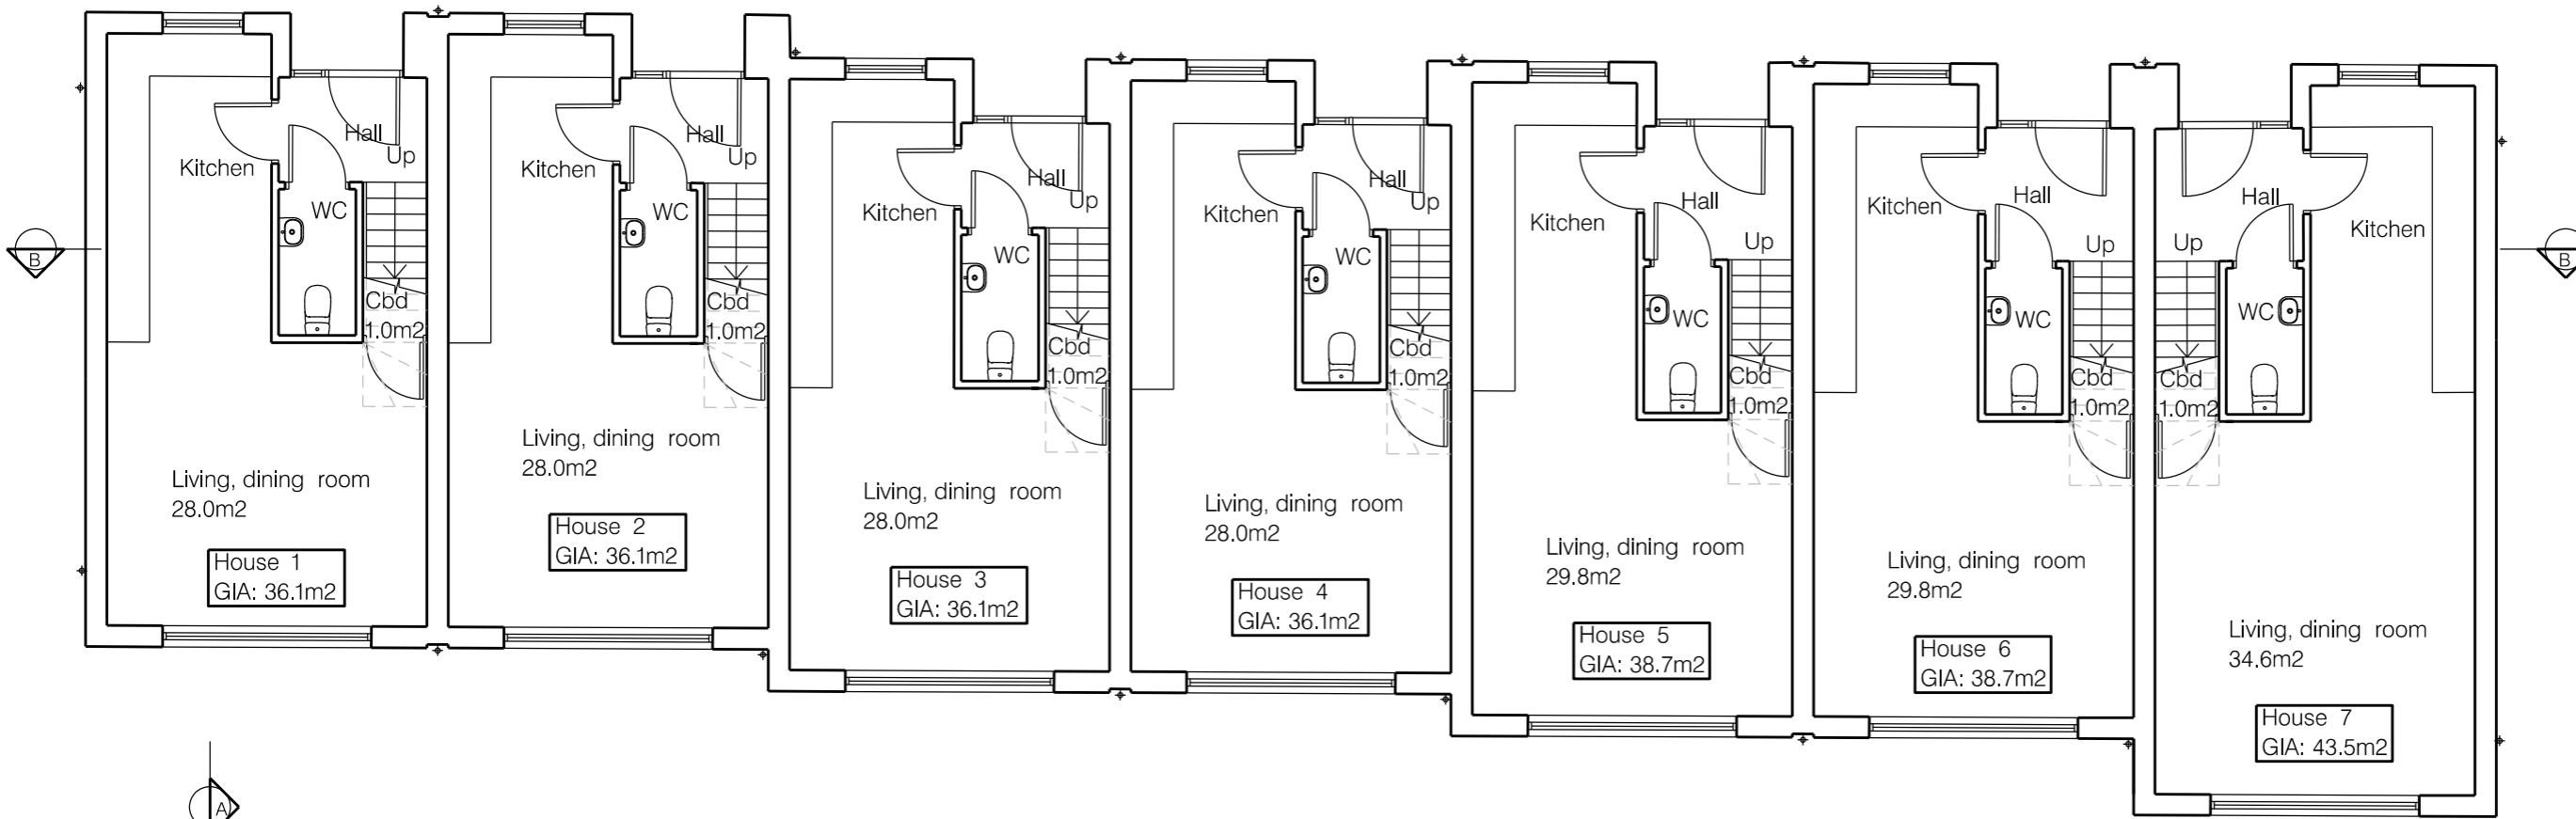 Hall
Up
Kitchen
WC
Cbd
1.0m2
Living, dining room
28.0m2
House 1
GIA: 36.1m2
Hall
Up
Kitchen
WC
Cbd
1.0m2
Living, dining room
28.0m2
House 2
GIA: 36.1m2
Hall
Up
Kitchen
WC
Cbd
1.0m2
Living, dining room
28.0m2
House 3
GIA: 36.1m2
Hall
Up
Kitchen
WC
Cbd
1.0m2
Living, dining room
28.0m2
House 4
GIA: 36.1m2
Hall
Kitchen
Up
WC
Cbd
1.0m2
Living, dining room
29.8m2
House 5
GIA: 38.7m2
Hall
Kitchen
Up
WC
Cbd
1.0m2
Living, dining room
29.8m2
House 6
GIA: 38.7m2
Hall
Kitchen
Up
WC
Cbd
1.0m2
Living, dining room
34.6m2
House 7
GIA: 43.5m2
B
B
A